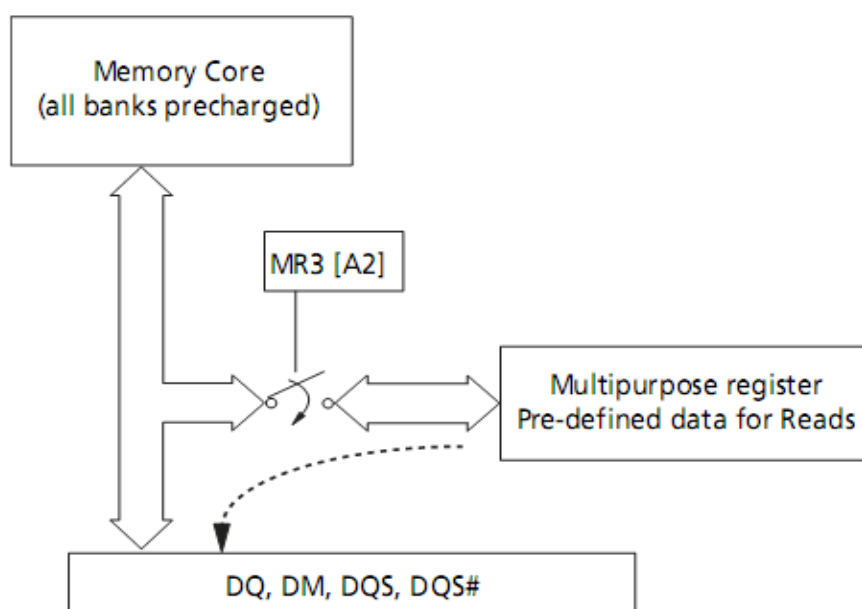 Memory Core
(all banks precharged)
MR3 [A2]
Multipurpose register
Pre-defined data for Reads
DQ, DM, DQS, DQS#